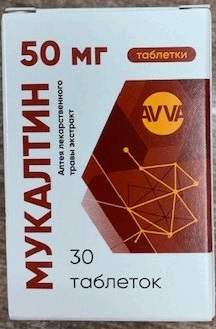 50 мг
таблетки
МУКАЛТИН
Алтея лекарственного
травы экстракт
AVVA
30
таблеток